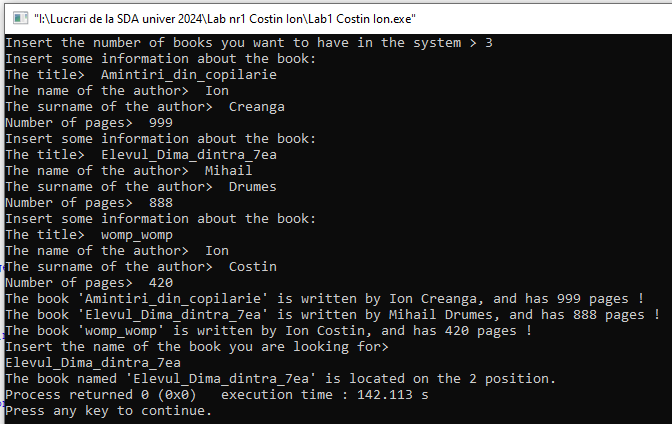 "I:\Lucrari de la SDA univer 2024\Lab nr1 Costin Ion\Lab1 Costin Ion.exe"
Insert the number of books you want to have in the system > 3
Insert some information about the book:
The title>  Amintiri_din_copilarie
The name of the author>  Ion
The surname of the author>  Creanga
Number of pages>  999
Insert some information about the book:
The title>  Elevul_Dima_dintra_7ea
The name of the author>  Mihail
The surname of the author>  Drumes
Number of pages>  888
Insert some information about the book:
The title>  womp_womp
The name of the author>  Ion
The surname of the author>  Costin
Number of pages>  420
The book 'Amintiri_din_copilarie' is written by Ion Creanga, and has 999 pages !
The book 'Elevul_Dima_dintra_7ea' is written by Mihail Drumes, and has 888 pages !
The book 'womp_womp' is written by Ion Costin, and has 420 pages !
Insert the name of the book you are looking for>
Elevul_Dima_dintra_7ea
The book named 'Elevul_Dima_dintra_7ea' is located on the 2 position.
Process returned 0 (0x0)   execution time : 142.113 s
Press any key to continue.